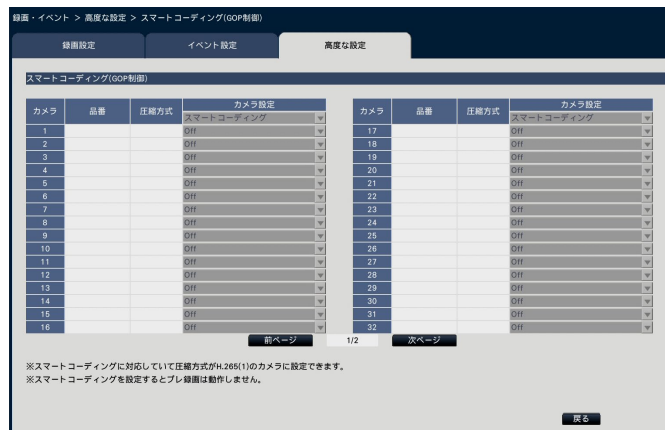 録画・イベント > 高度な設定 > スマートコーディング(GOP制御)
録画設定 イベント設定 高度な設定
スマートコーディング(GOP制御)
カメラ 品番 圧縮方式 カメラ設定 カメラ 品番 圧縮方式 カメラ設定
スマートコーディング スマートコーディング
1 Off 17 Off
2 Off 18 Off
3 Off 19 Off
4 Off 20 Off
5 Off 21 Off
6 Off 22 Off
7 Off 23 Off
8 Off 24 Off
9 Off 25 Off
10 Off 26 Off
11 Off 27 Off
12 Off 28 Off
13 Off 29 Off
14 Off 30 Off
15 Off 31 Off
16 Off 32 Off
前ページ 1/2 次ページ
※スマートコーディングに対応していて圧縮方式がH.265(1)のカメラに設定できます。
※スマートコーディングを設定するとプレ録画は動作しません。
戻る